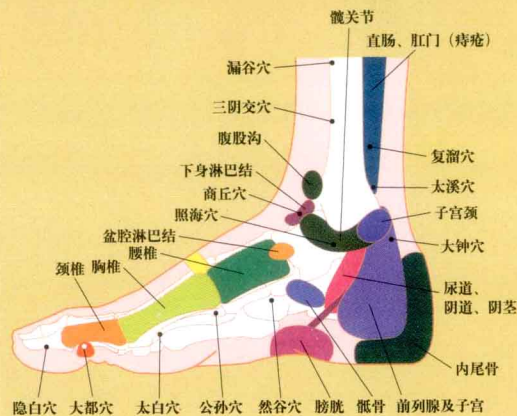 髋关节
直肠、肛门（痔疮）
漏谷穴
三阴交穴
腹股沟
复溜穴
下身淋巴结
太溪穴
商丘穴
子宫颈
照海穴
大钟穴
盆腔淋巴结
腰椎
颈椎 胸椎
尿道、
阴道、阴茎
内尾骨
隐白穴 大都穴 太白穴 公孙穴 然谷穴 膀胱 骶骨 前列腺及子宫